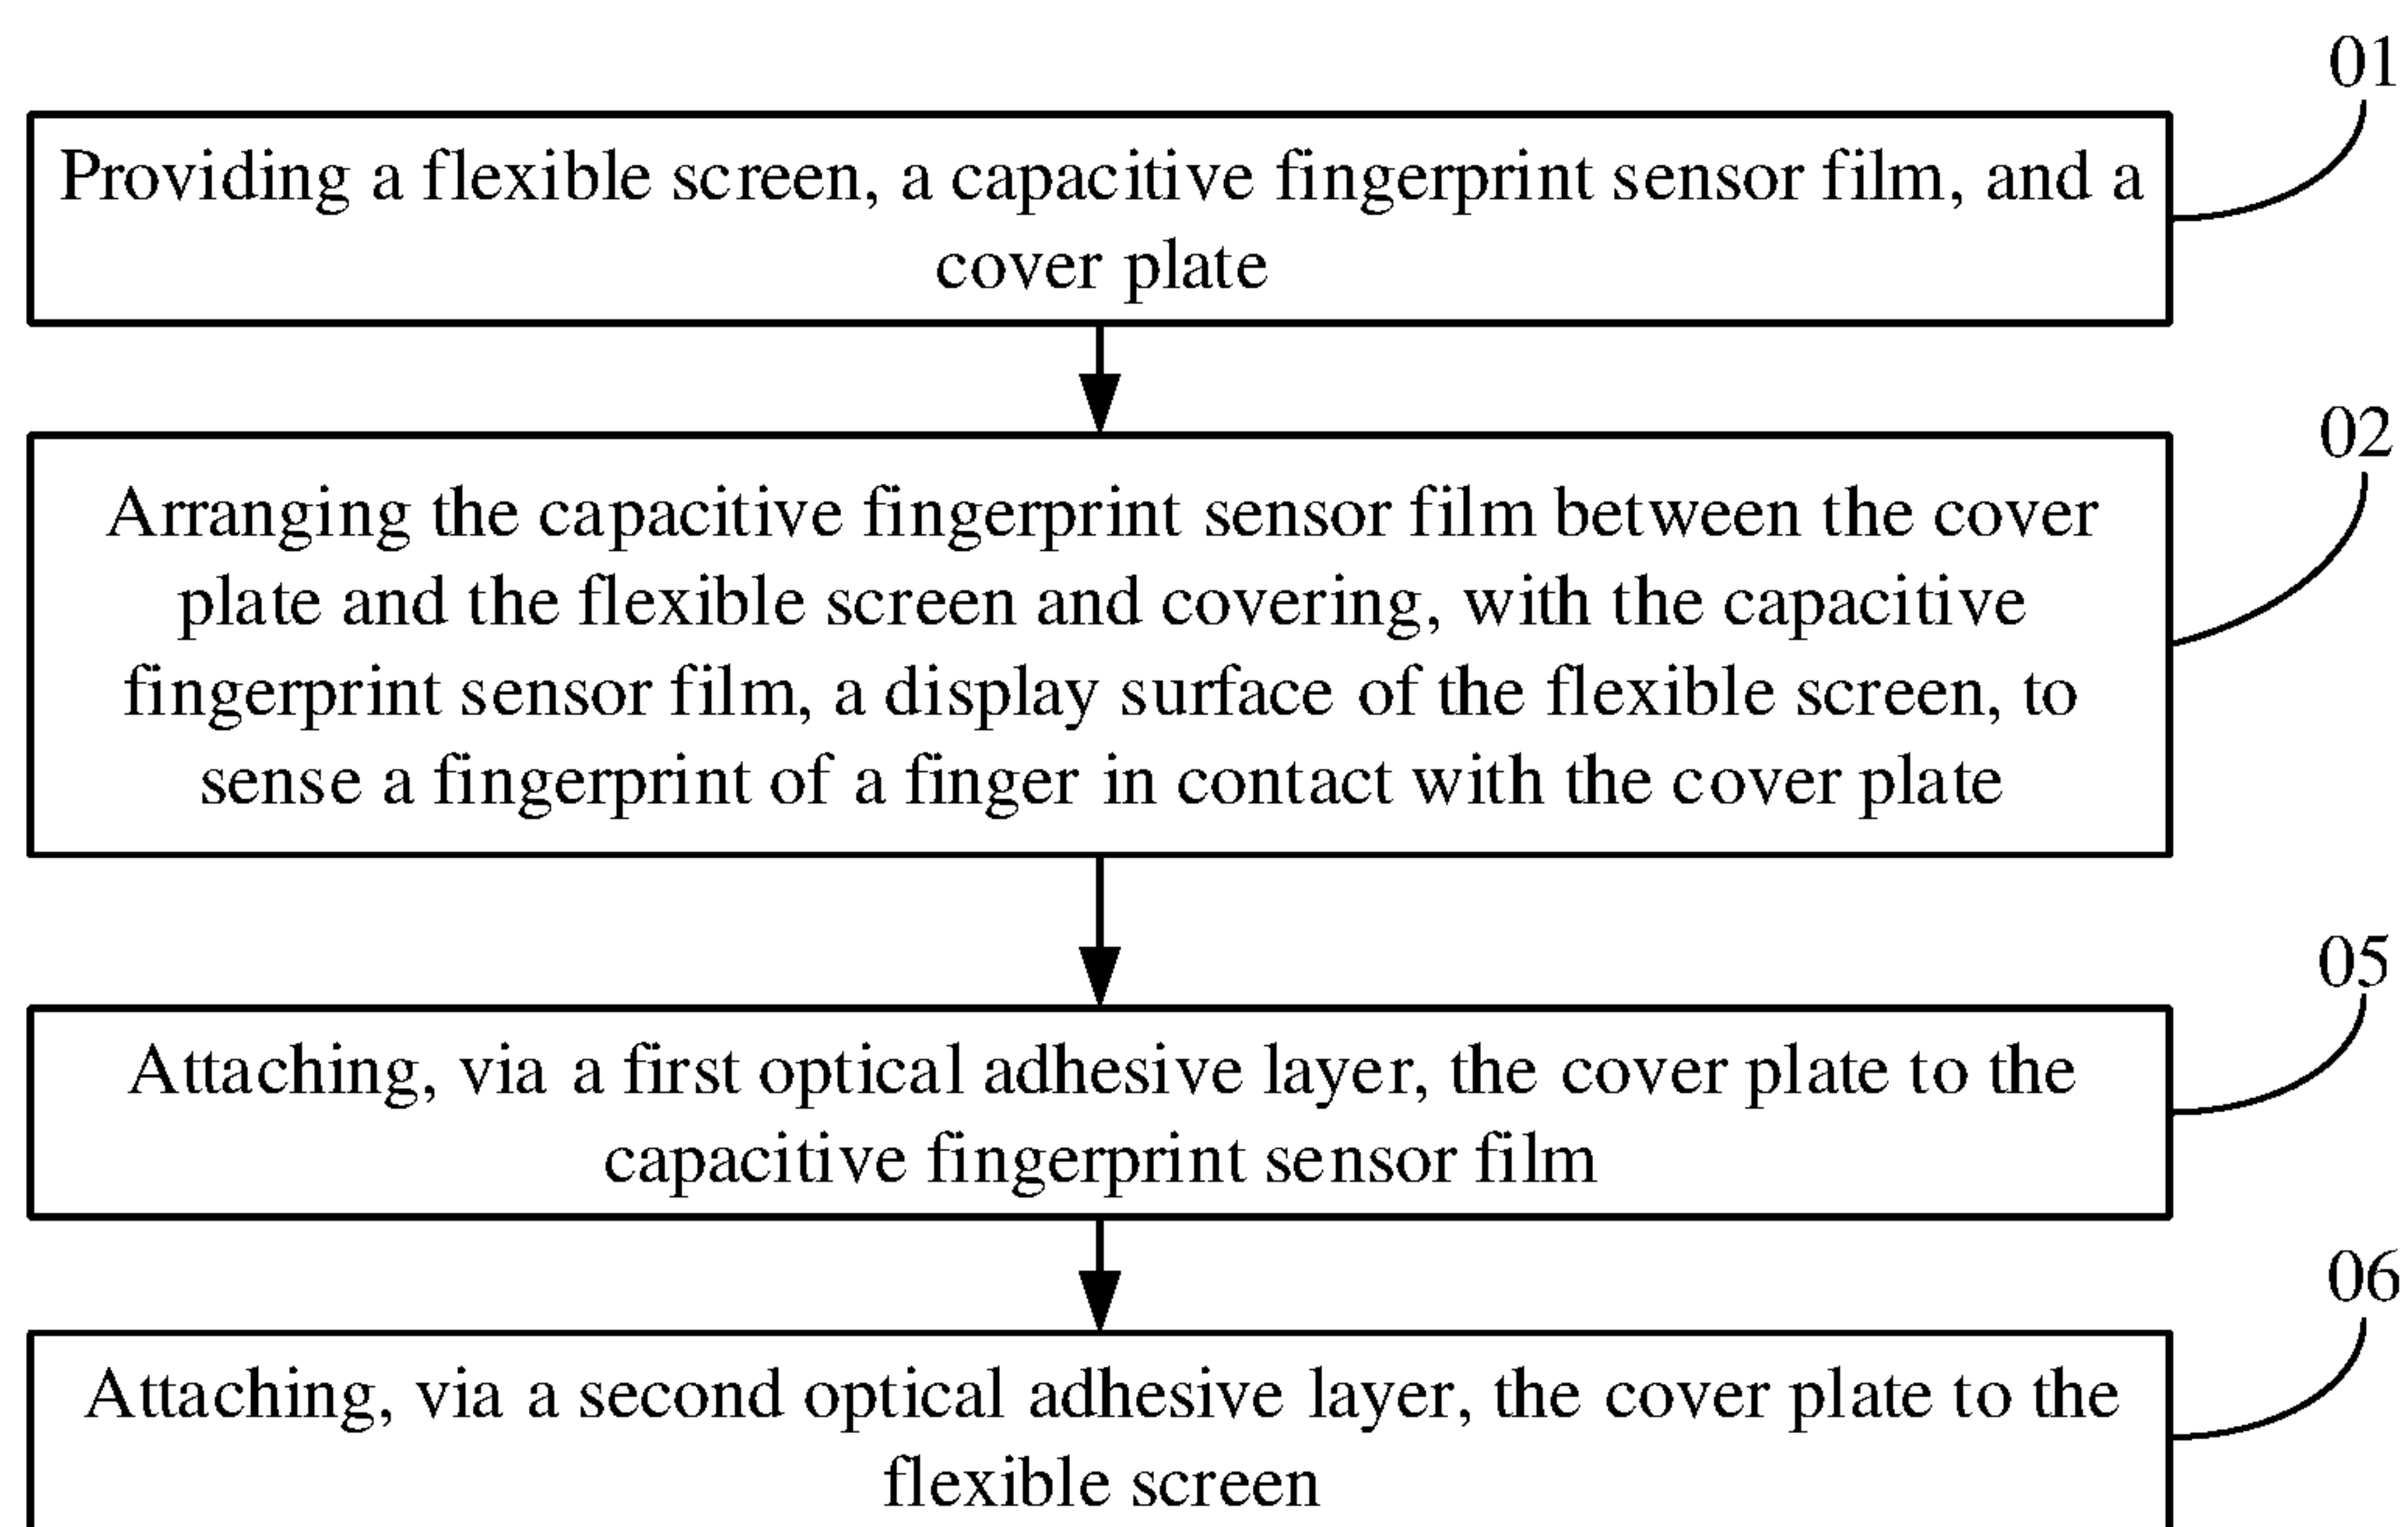 01
Providing a flexible screen, a capacitive fingerprint sensor film, and a
cover plate
02
Arranging the capacitive fingerprint sensor film between the cover
plate and the flexible screen and covering, with the capacitive
fingerprint sensor film, a display surface of the flexible screen, to
sense a fingerprint of a finger in contact with the cover plate
05
Attaching, via a first optical adhesive layer, the cover plate to the
capacitive fingerprint sensor film
06
Attaching, via a second optical adhesive layer, the cover plate to the
flexible screen